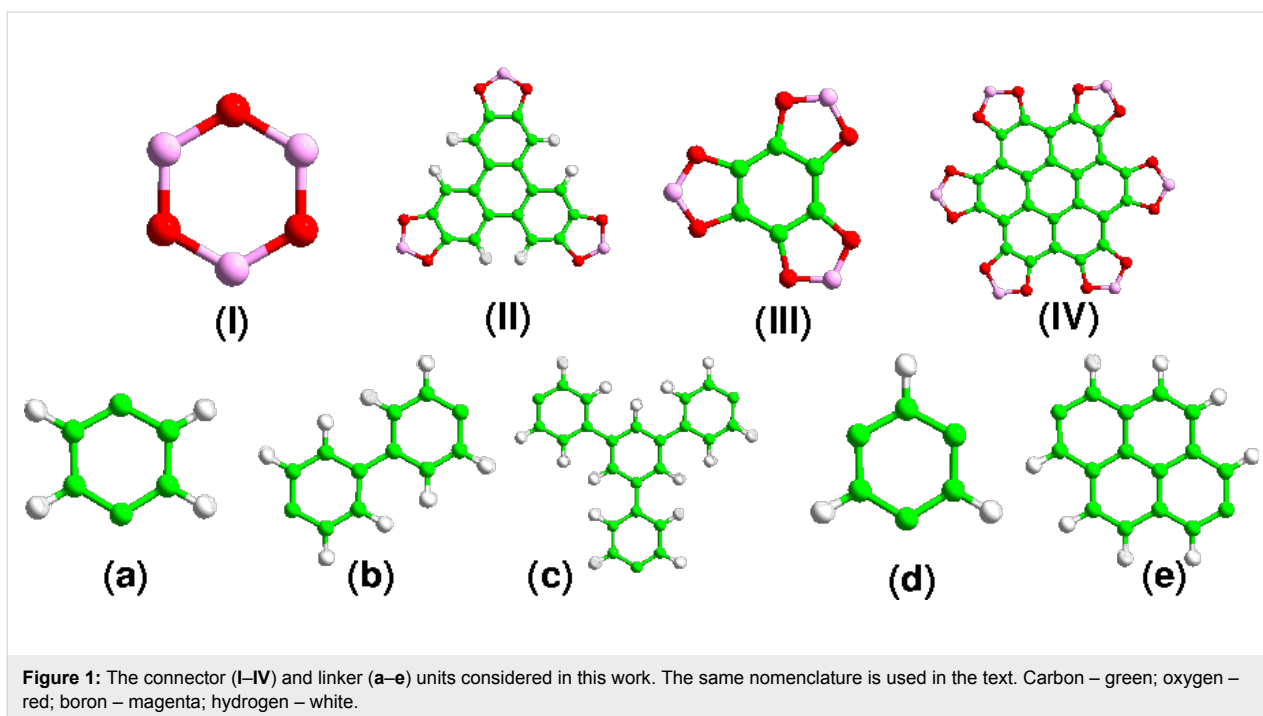 (I)
(II)
(III)
(IV)
(a)
(b)
(c)
(d)
(e)
Figure 1: The connector (I–IV) and linker (a–e) units considered in this work. The same nomenclature is used in the text. Carbon – green; oxygen –
red; boron – magenta; hydrogen – white.